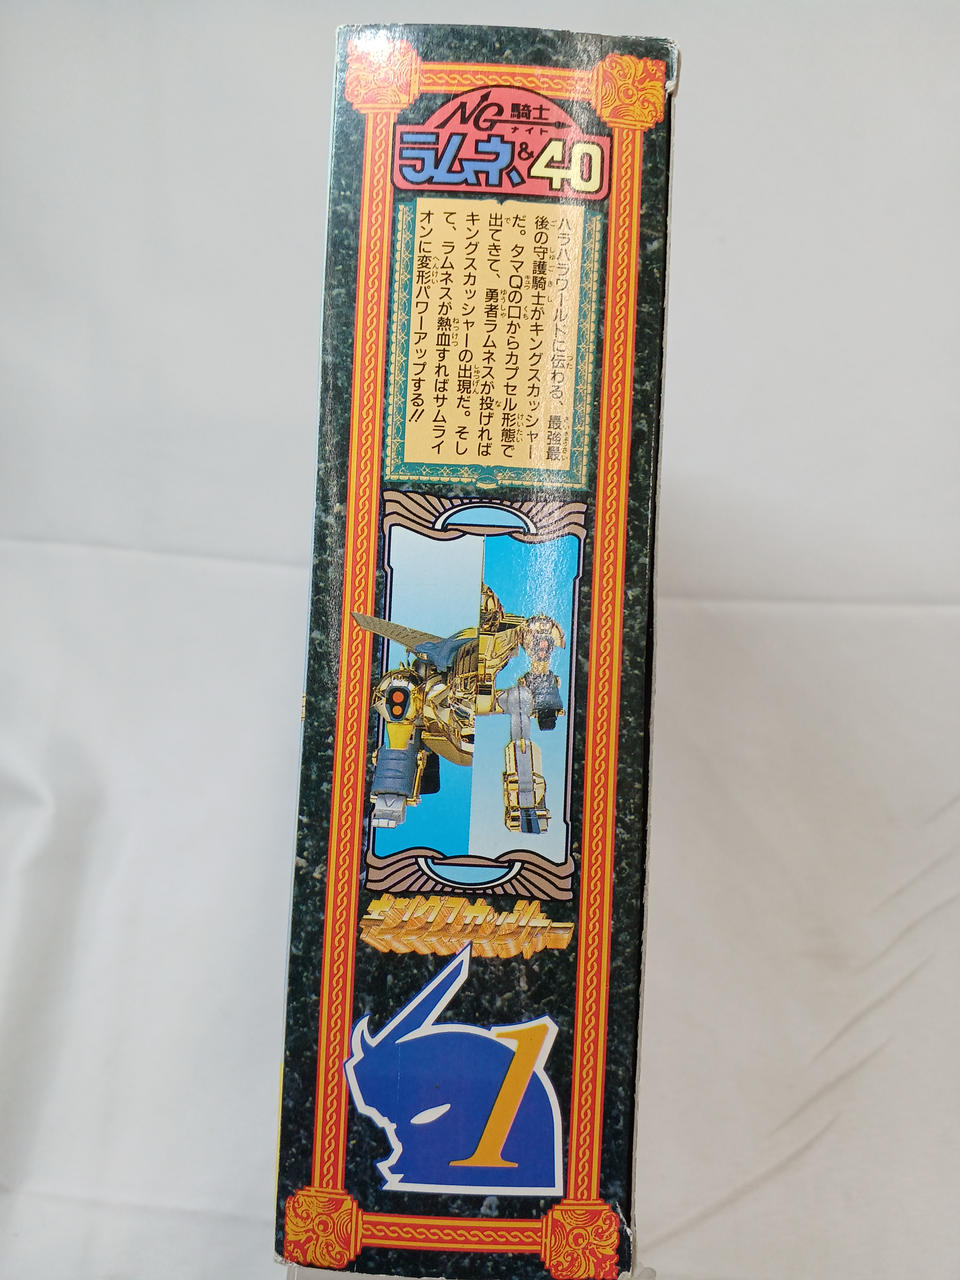 NG騎士
ナイト
ラムネ&40
ハラハラワールドに伝わる、最強最
後の守護騎士がキングスカッシャー
だ。タマQの口からカプセル形態で
出てきて、勇者ラムネスが投げれば
キングスカッシャーの出現だ。そし
て、ラムネスが熱血すればサムライ
オンに変形パワーアップする!!
キングスカッシャー
1